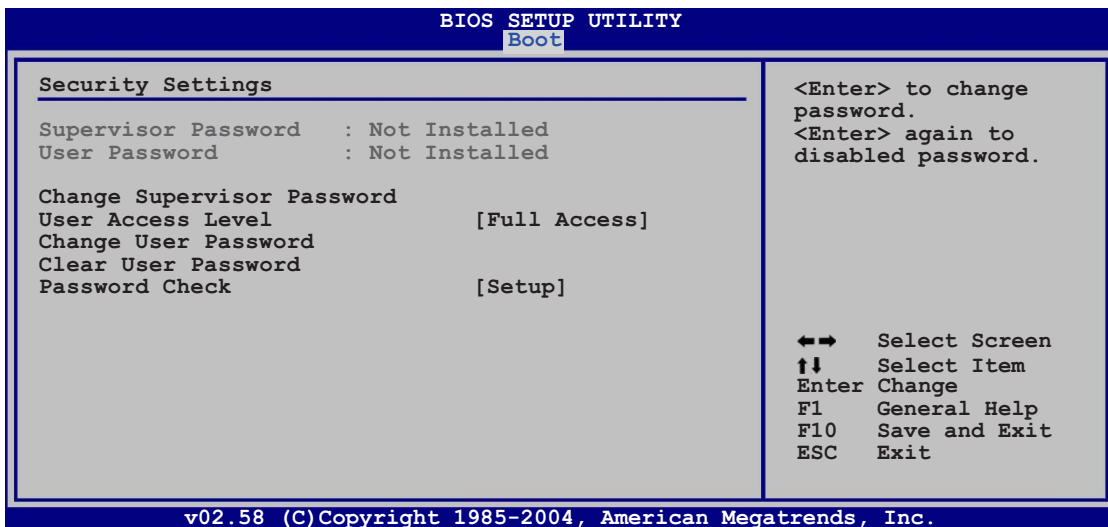 BIOS SETUP UTILITY
Boot
Security Settings
Supervisor Password : Not Installed
User Password : Not Installed
Change Supervisor Password
User Access Level [Full Access]
Change User Password
Clear User Password
Password Check [Setup]
<Enter> to change
password.
<Enter> again to
disabled password.
←→ Select Screen
↑↓ Select Item
Enter Change
F1 General Help
F10 Save and Exit
ESC Exit
v02.58 (C)Copyright 1985-2004, American Megatrends, Inc.